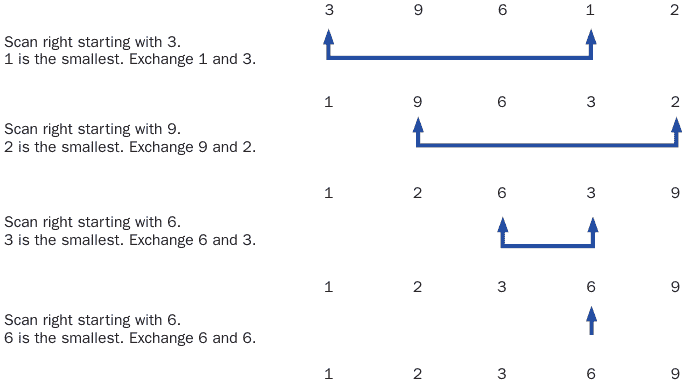 3 9 6 1 2
Scan right starting with 3.
1 is the smallest. Exchange 1 and 3.
1 9 6 3 2
Scan right starting with 9.
2 is the smallest. Exchange 9 and 2.
1 2 6 3 9
Scan right starting with 6.
3 is the smallest. Exchange 6 and 3.
1 2 3 6 9
Scan right starting with 6.
6 is the smallest. Exchange 6 and 6.
1 2 3 6 9